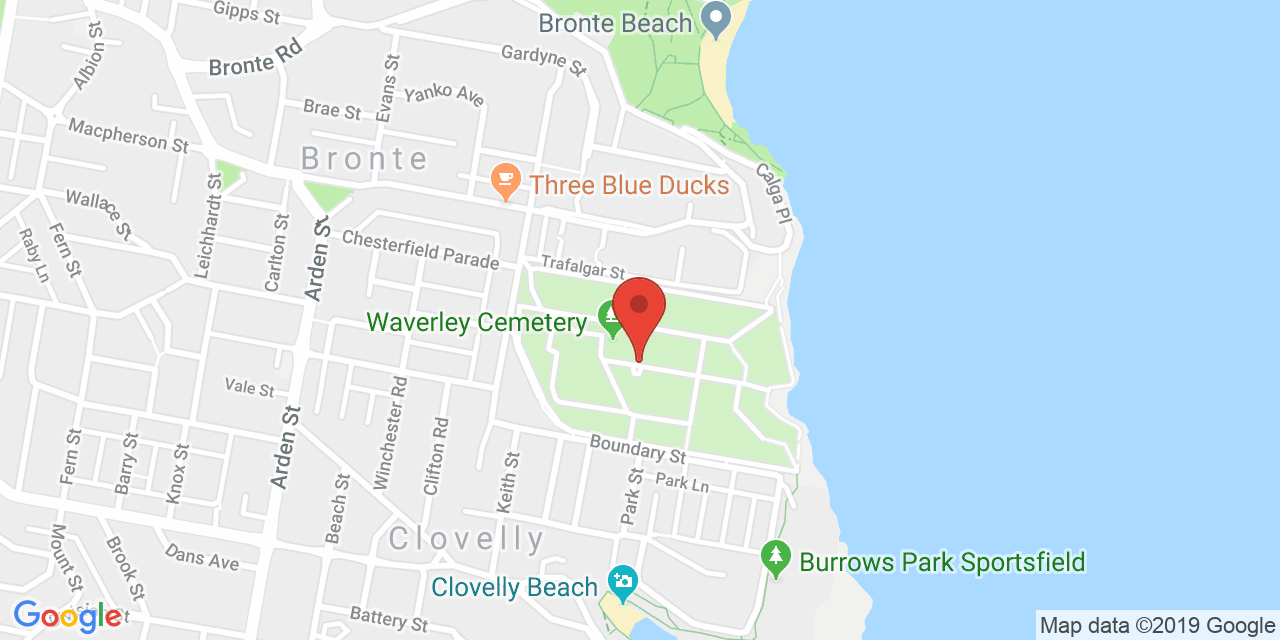 Gipps St
Bronte Beach
Albion St
Bronte Rd
Gardyne St
Evans St
Yanko Ave
Brae St
Macpherson St
Bronte
Calga Pl
Three Blue Ducks
Leichhardt St
Wallace St
Carlton St
Arden St
Fern St
Raby Ln
Chesterfield Parade
Trafalgar St
Waverley Cemetery
Vale St
Winchester Rd
Arden St
Clifton Rd
Boundary St
Fern St
Barry St
Knox St
Keith St
Beach St
Park St
Park Ln
Clovelly
Mount St
Brook St
Dans Ave
Burrows Park Sportsfield
Clovelly Beach
Google
St
Battery St
Map data ©2019 Google